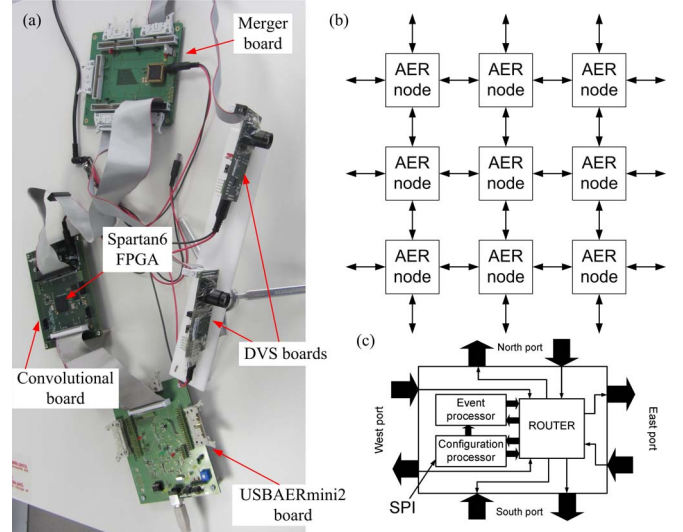 (a)
Merger
board
Spartan6
FPGA
DVS boards
Convolutional
board
USBAERmini2
board
(b)
AER
node
AER
node
AER
node
AER
node
AER
node
AER
node
AER
node
AER
node
AER
node
(c)
North port
West port
Event
processor
ROUTER
East port
Configuration
processor
SPI
South port